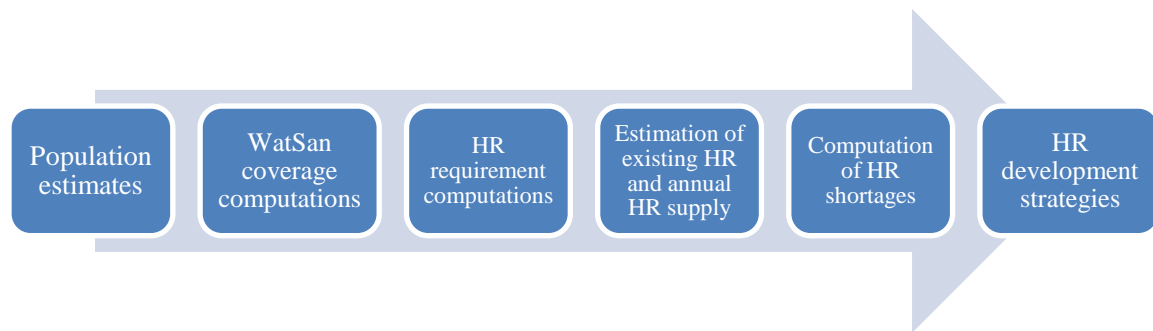 Population
estimates
WatSan
coverage
computations
HR
requirement
computations
Estimation of
existing HR
and annual
HR supply
Computation
of HR
shortages
HR
development
strategies